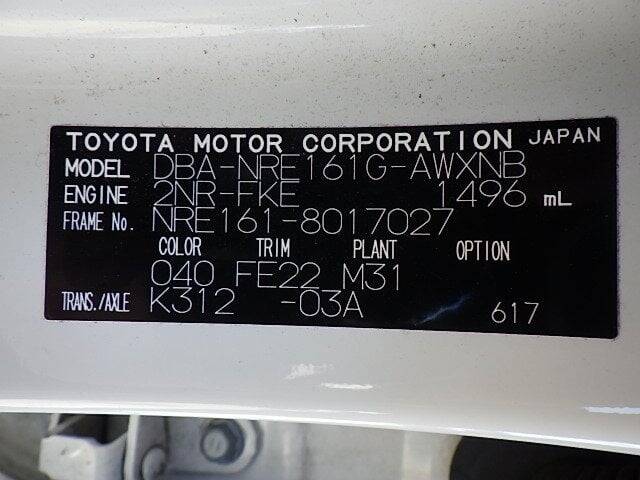 TOYOTA MOTOR CORPORATION JAPAN
MODEL DBA-NRE161G-AWXNB
ENGINE 2NR-FKE 1496 mL
FRAME No. NRE161-8017027
COLOR TRIM PLANT OPTION
040 FE22 M31
TRANS./AXLE K312 -03A 617